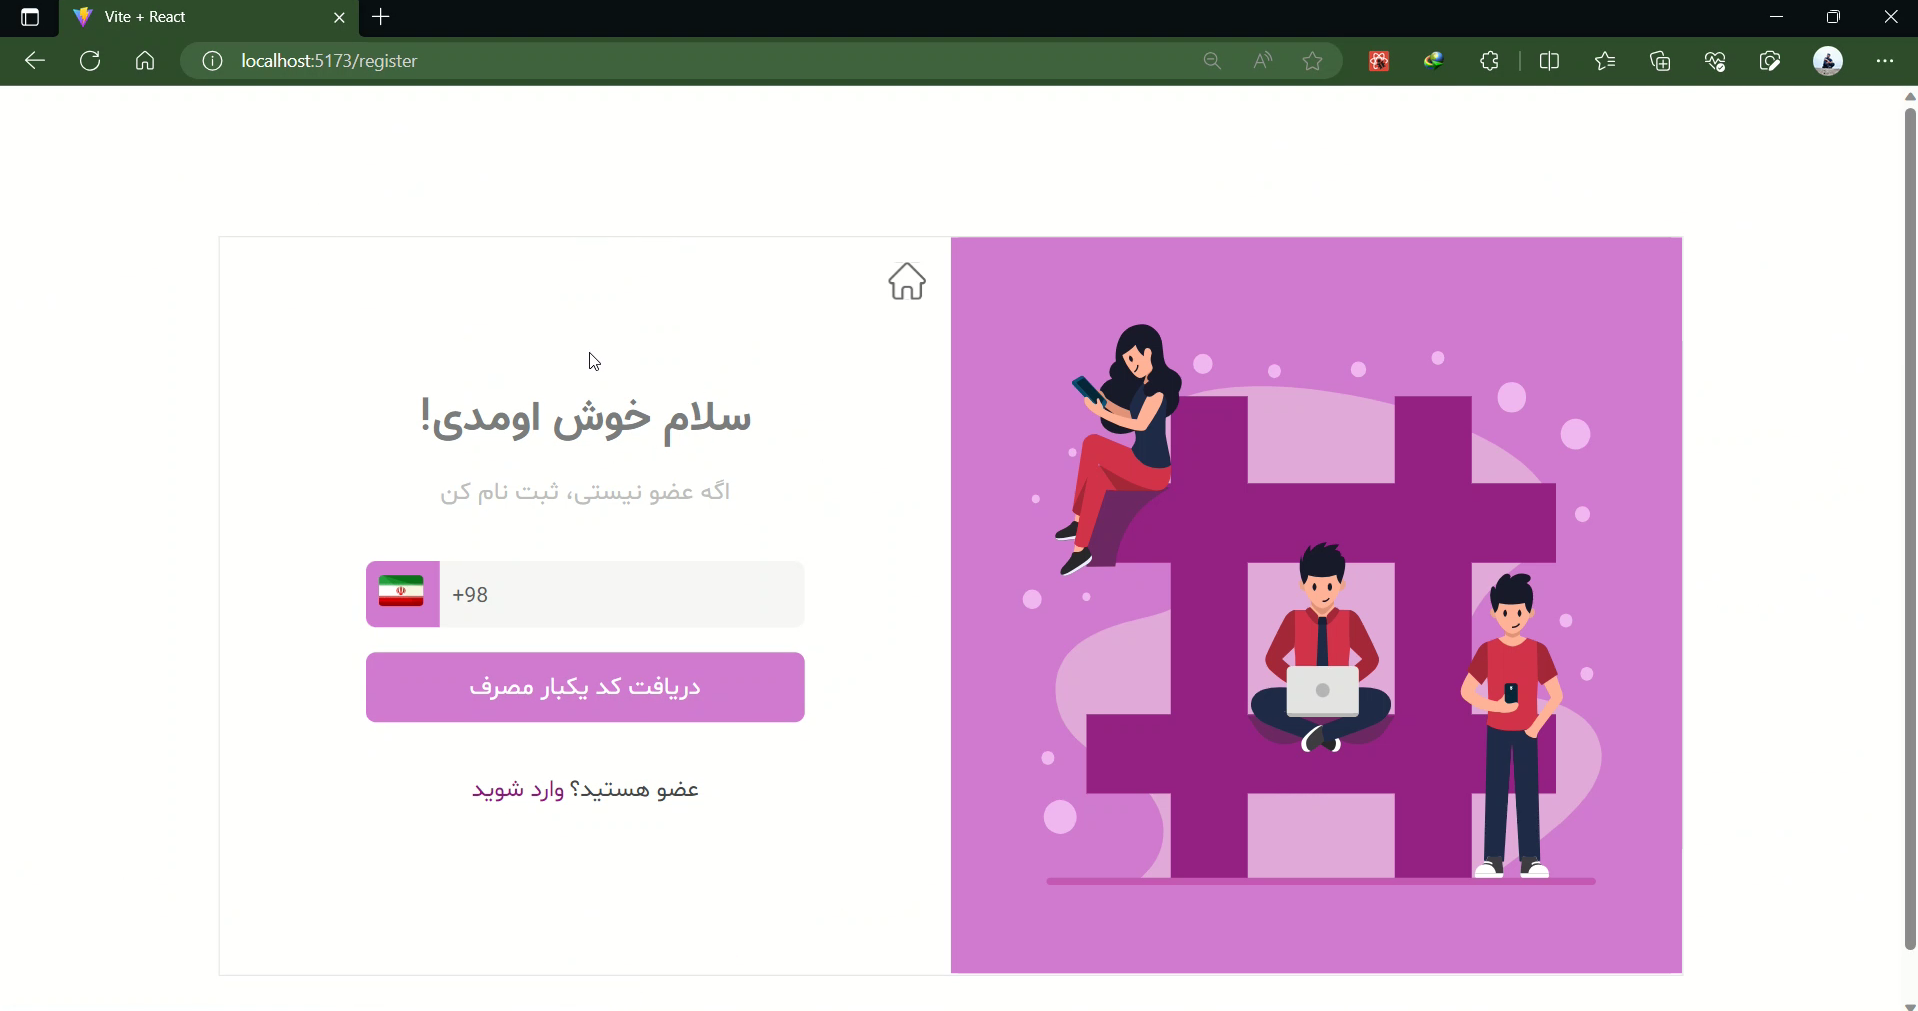 Vite + React
localhost:5173/register
سلام خوش اومدی!
اگه عضو نیستی، ثبت نام کن
+98
دریافت کد یکبار مصرف
عضو هستید؟ وارد شوید